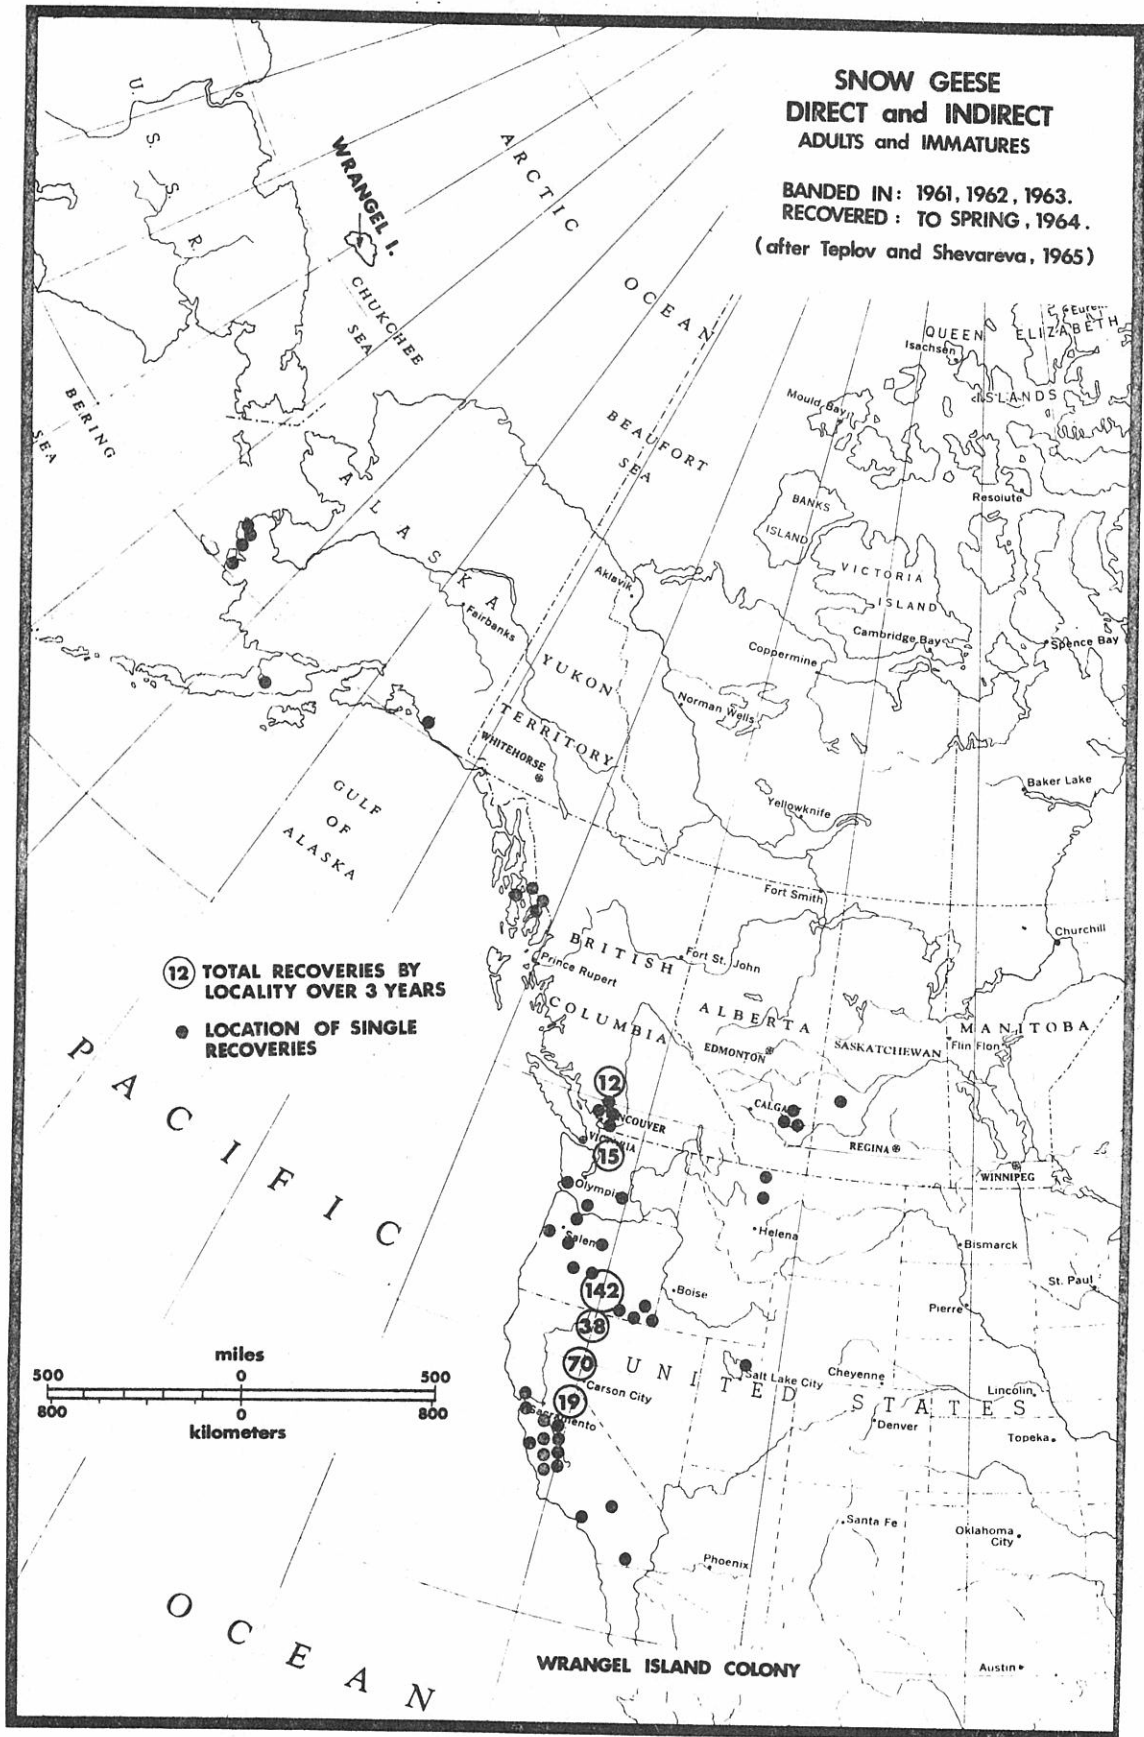 SNOW GEESE
DIRECT and INDIRECT
ADULTS and IMMATURES
BANDED IN: 1961, 1962, 1963.
RECOVERED: TO SPRING, 1964.
(after Teplov and Shevareva, 1965)
U. S. S. R.
WRANGEL I.
ARCTIC
OCEAN
CHUKCHEE
SEA
BERING
SEA
BEAUFORT
SEA
QUEEN ELIZABETH
ISLANDS
Isachsen
Mould Bay
Resolute
BANKS
ISLAND
VICTORIA
ISLAND
Cambridge Bay
Spence Bay
Coppermine
Aklavik
ALASKA
Fairbanks
YUKON
TERRITORY
WHITEHORSE
Norman Wells
Yellowknife
Baker Lake
Fort Smith
Churchill
GULF
OF
ALASKA
12 TOTAL RECOVERIES BY
LOCALITY OVER 3 YEARS
LOCATION OF SINGLE
RECOVERIES
BRITISH
COLUMBIA
Prince Rupert
Fort St. John
ALBERTA
EDMONTON
SASKATCHEWAN
MANITOBA
Flin Flon
12
NCOUVER
CALGA
REGINA
WINNIPEG
15
Olympi
Salem
Helena
Bismarck
St. Paul
Pierre
142
Boise
38
70
Carson City
19
Sacramento
UNITED STATES
Salt Lake City
Cheyenne
Lincoln
Denver
Topeka
Santa Fe
Oklahoma
City
Phoenix
Austin
miles
500 0 500
800 0 800
kilometers
PACIFIC
OCEAN
WRANGEL ISLAND COLONY